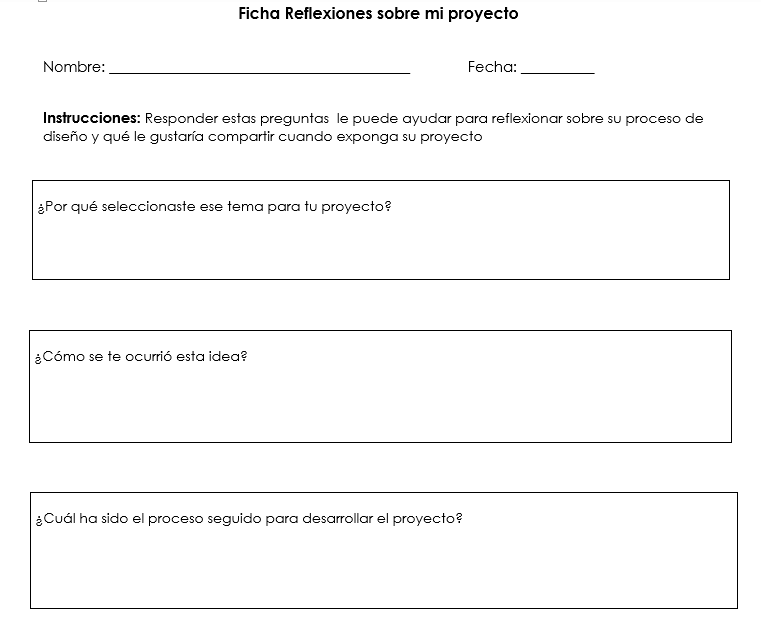 Ficha Reflexiones sobre mi proyecto
Nombre: ____________________________________ Fecha: _________
Instrucciones: Responder estas preguntas le puede ayudar para reflexionar sobre su proceso de
diseño y qué le gustaría compartir cuando exponga su proyecto
¿Por qué seleccionaste ese tema para tu proyecto?
¿Cómo se te ocurrió esta idea?
¿Cuál ha sido el proceso seguido para desarrollar el proyecto?